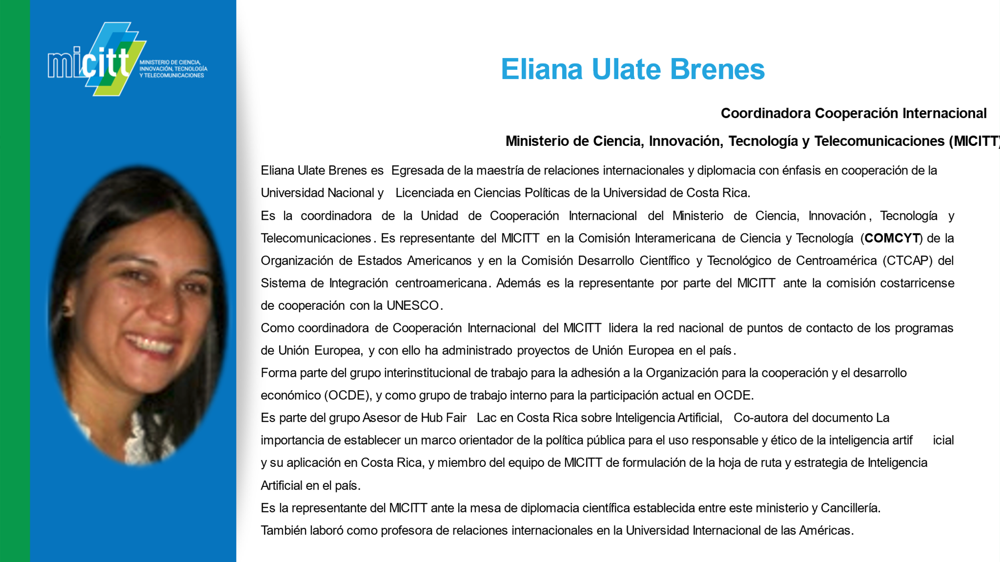 micitt
MINISTERIO DE CIENCIA,
INNOVACIÓN, TECNOLOGÍA
Y TELECOMUNICACIONES
Eliana Ulate Brenes
Coordinadora Cooperación Internacional
Ministerio de Ciencia, Innovación, Tecnología y Telecomunicaciones (MICITT)
Eliana Ulate Brenes es Egresada de la maestría de relaciones internacionales y diplomacia con énfasis en cooperación de la
Universidad Nacional y Licenciada en Ciencias Políticas de la Universidad de Costa Rica.
Es la coordinadora de la Unidad de Cooperación Internacional del Ministerio de Ciencia, Innovación, Tecnología y
Telecomunicaciones. Es representante del MICITT en la Comisión Interamericana de Ciencia y Tecnología (COMCYT) de la
Organización de Estados Americanos y en la Comisión Desarrollo Científico y Tecnológico de Centroamérica (CTCAP) del
Sistema de Integración centroamericana. Además es la representante por parte del MICITT ante la comisión costarricense
de cooperación con la UNESCO.
Como coordinadora de Cooperación Internacional del MICITT lidera la red nacional de puntos de contacto de los programas
de Unión Europea, y con ello ha administrado proyectos de Unión Europea en el país.
Forma parte del grupo interinstitucional de trabajo para la adhesión a la Organización para la cooperación y el desarrollo
económico (OCDE), y como grupo de trabajo interno para la participación actual en OCDE.
Es parte del grupo Asesor de Hub Fair Lac en Costa Rica sobre Inteligencia Artificial, Co-autora del documento La
importancia de establecer un marco orientador de la política pública para el uso responsable y ético de la inteligencia artif icial
y su aplicación en Costa Rica, y miembro del equipo de MICITT de formulación de la hoja de ruta y estrategia de Inteligencia
Artificial en el país.
Es la representante del MICITT ante la mesa de diplomacia científica establecida entre este ministerio y Cancillería.
También laboró como profesora de relaciones internacionales en la Universidad Internacional de las Américas.